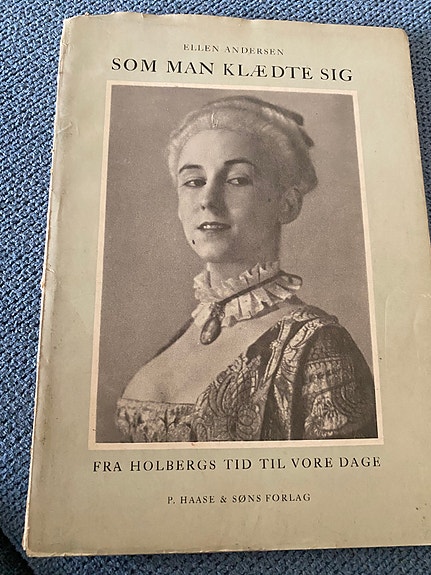 ELLEN ANDERSEN
SOM MAN KLÆDTE SIG
FRA HOLBERGS TID TIL VORE DAGE
P. HAASE & SØNS FORLAG